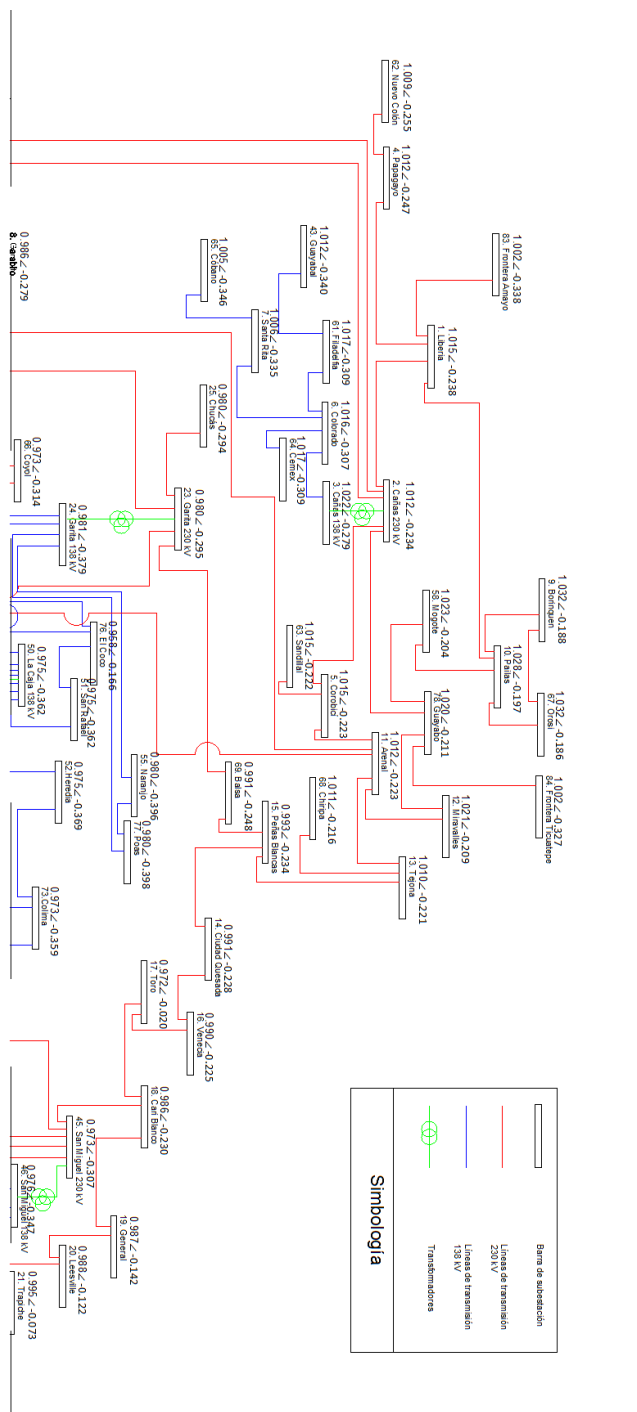 1.009∠-0.255
62. Nuevo Colón
1.012∠-0.247
4. Papagayo
1.002∠-0.338
83. Frontera Amayo
1.015∠-0.238
1. Liberia
1.012∠-0.340
43. Guayabal
1.005∠-0.346
65. Cobano
1.006∠-0.335
7. Santa Rita
1.017∠-0.309
61. Filadelfia
1.016∠-0.307
6. Colorado
1.017∠-0.309
64. Cemex
1.022∠-0.279
3. Cañas 138 kV
1.012∠-0.234
2. Cañas 230 kV
0.986∠-0.279
8. Garabito
0.980∠-0.294
25. Chucás
0.980∠-0.295
23. Garita 230 kV
0.973∠-0.314
66. Coyol
0.981∠-0.379
24. Garita 138 kV
0.958∠-0.166
76. El Coco
0.975∠-0.362
51. San Rafael
0.975∠-0.362
50. La Caja 138 kV
1.032∠-0.188
9. Borinquen
1.023∠-0.204
58. Mogote
1.028∠-0.197
10. Pailas
1.032∠-0.186
67. Orosi
1.015∠-0.222
63. Sandillal
1.015∠-0.223
5. Corobicí
1.020∠-0.211
78. Guayabo
1.012∠-0.223
11. Arenal
1.002∠-0.327
84. Frontera Ticuatepe
1.021∠-0.209
12. Miravalles
1.011∠-0.216
68. Chiripa
1.010∠-0.221
13. Tejona
0.991∠-0.248
69. Balsa
0.993∠-0.234
15. Peñas Blancas
0.980∠-0.396
55. Naranjo
0.980∠-0.398
77. Poas
0.975∠-0.369
52. Heredia
0.973∠-0.359
73. Colima
0.991∠-0.228
14. Ciudad Quesada
0.972∠-0.020
17. Toro
0.990∠-0.225
16. Venecia
0.986∠-0.230
18. Cari Blanco
0.973∠-0.307
45. San Miguel 230 kV
0.976∠-0.347
46. San Miguel 138 kV
0.987∠-0.142
19. General
0.988∠-0.122
20. Leesville
0.995∠-0.073
21. Trapiche
Barra de subestación
Líneas de transmisión
230 kV
Líneas de transmisión
138 kV
Transformadores
Simbología